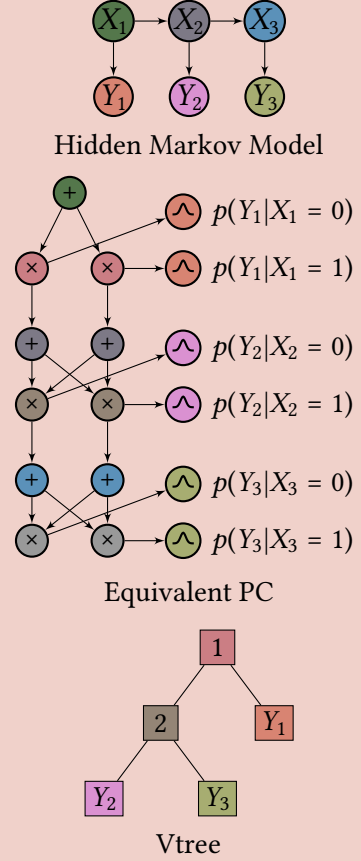 X₁ X₂ X₃
Y₁ Y₂ Y₃
Hidden Markov Model
+
p(Y₁|X₁ = 0)
× × p(Y₁|X₁ = 1)
+ + p(Y₂|X₂ = 0)
× × p(Y₂|X₂ = 1)
+ + p(Y₃|X₃ = 0)
× × p(Y₃|X₃ = 1)
Equivalent PC
1
2 Y₁
Y₂ Y₃
Vtree